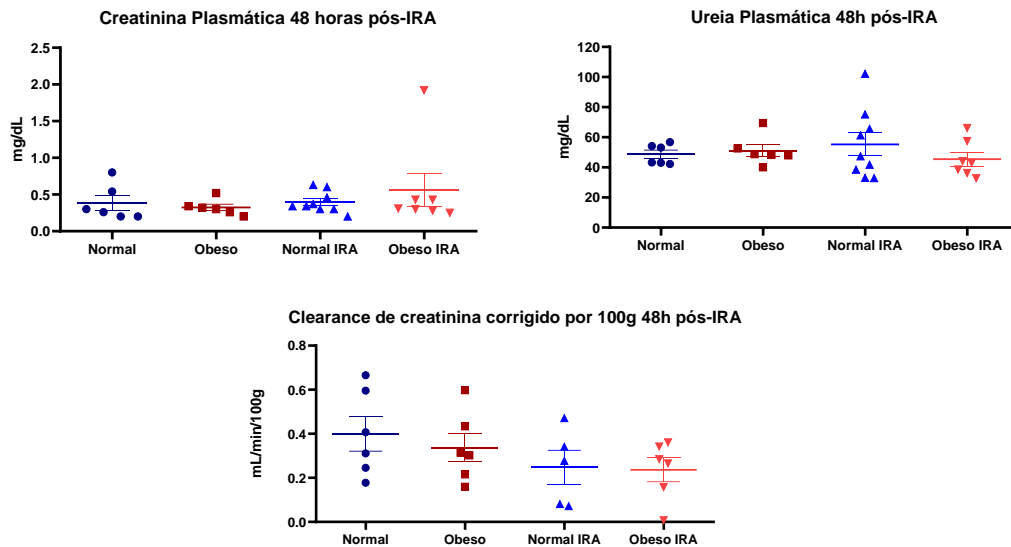 Creatinina Plasmática 48 horas pós-IRA
2.5
2.0
1.5
1.0
0.5
0.0
mg/dL
Normal Obeso Normal IRA Obeso IRA
Ureia Plasmática 48h pós-IRA
120
100
80
60
40
20
0
mg/dL
Normal Obeso Normal IRA Obeso IRA
Clearance de creatinina corrigido por 100g 48h pós-IRA
0.8
0.6
0.4
0.2
0.0
mL/min/100g
Normal Obeso Normal IRA Obeso IRA